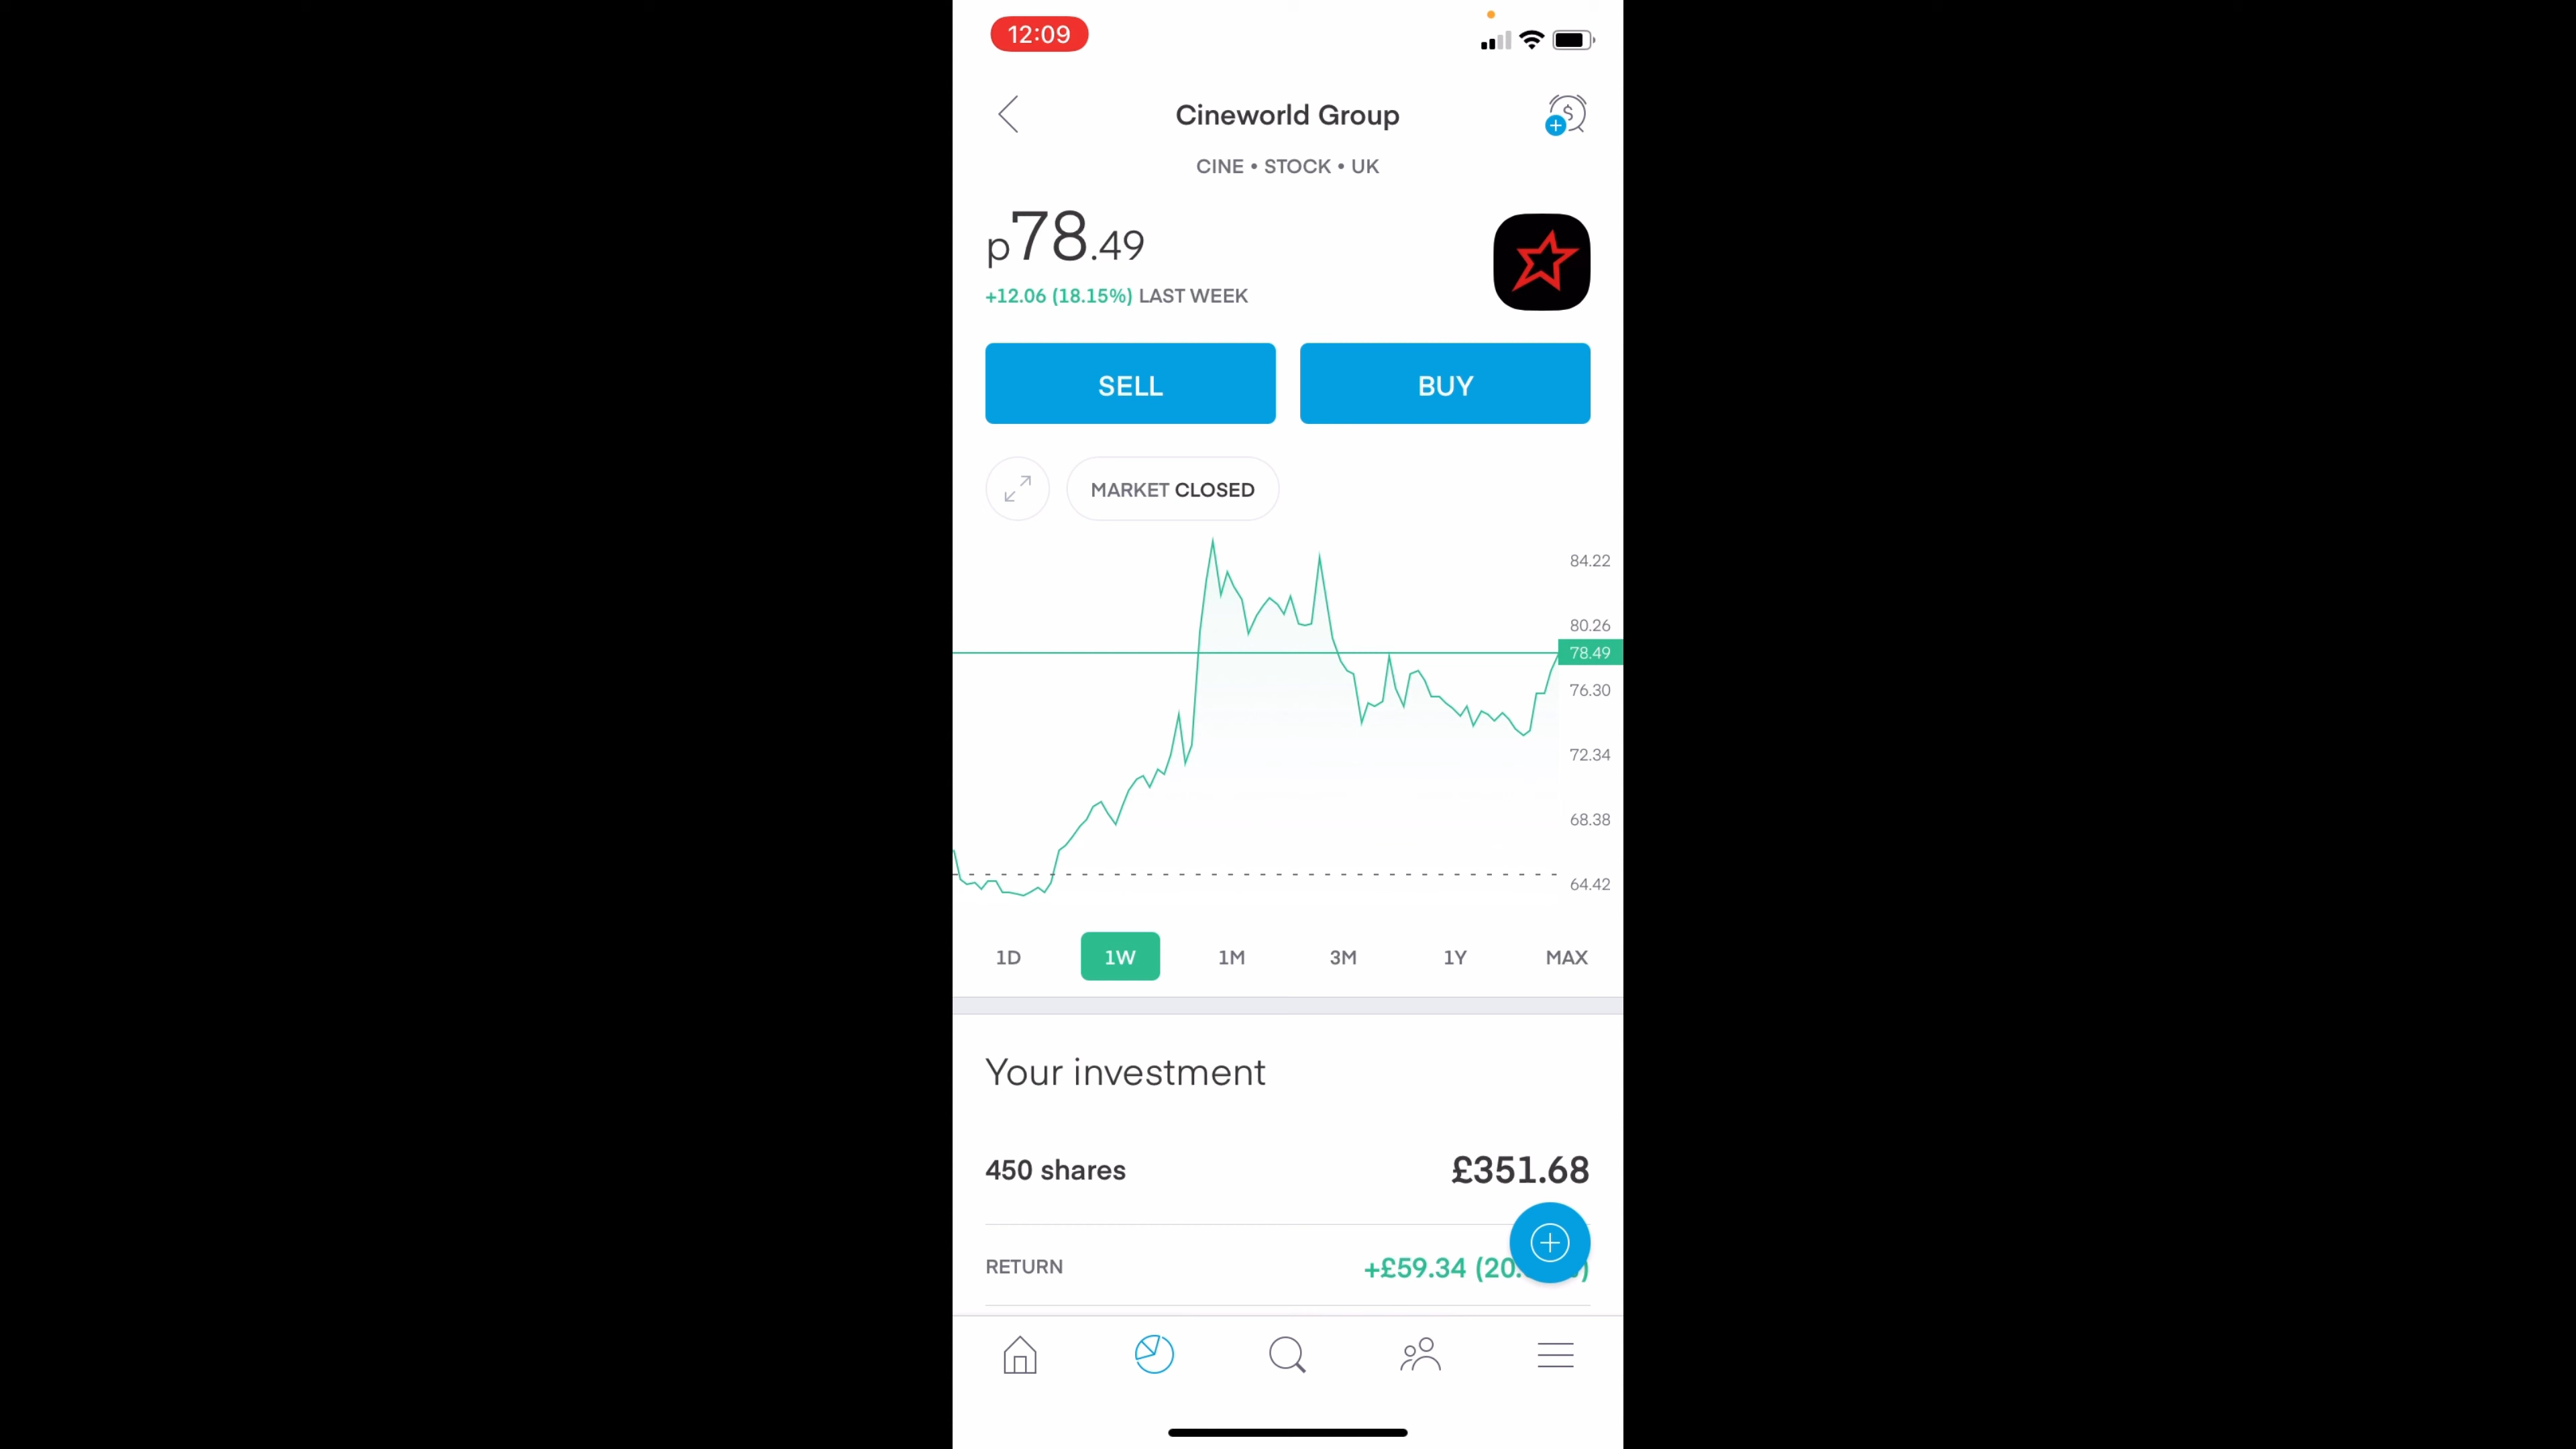 12:09
Cineworld Group
CINE • STOCK • UK
p78.49
+12.06 (18.15%) LAST WEEK
SELL
BUY
MARKET CLOSED
84.22
80.26
78.49
76.30
72.34
68.38
64.42
1D 1W 1M 3M 1Y MAX
Your investment
450 shares £351.68
RETURN +£59.34 (20.